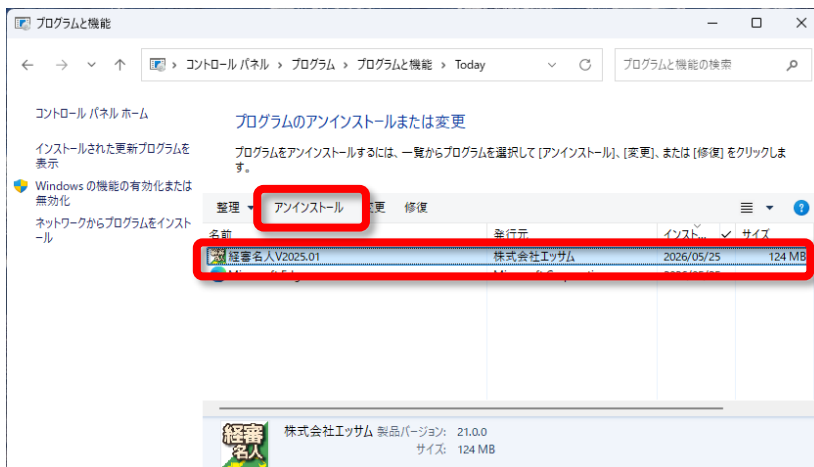 プログラムと機能
コントロール パネル › プログラム › プログラムと機能 › Today
プログラムと機能の検索
コントロール パネル ホーム
インストールされた更新プログラムを
表示
Windows の機能の有効化または
無効化
ネットワークからプログラムをインスト
ール
プログラムのアンインストールまたは変更
プログラムをアンインストールするには、一覧からプログラムを選択して [アンインストール]、[変更]、または [修復] をクリックしま
す。
整理 アンインストール 変更 修復
名前 発行元 インスト... サイズ
経審名人V2025.01 株式会社エッサム 2026/05/25 124 MB
経審
名人
株式会社エッサム 製品バージョン: 21.0.0
サイズ: 124 MB